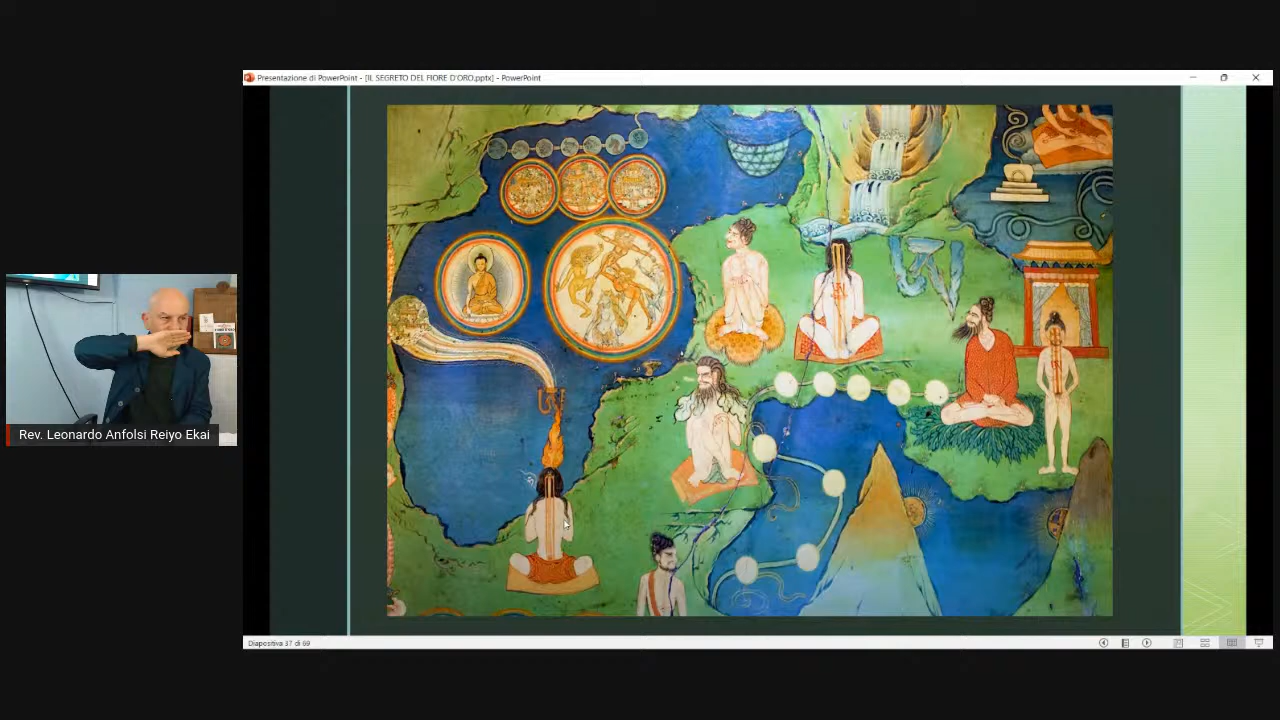 Presentazione di PowerPoint - [IL SEGRETO DEL FIORE D'ORO.pptx] - PowerPoint
Rev. Leonardo Anfolsi Reiyo Ekai
Diapositiva 37 di 69